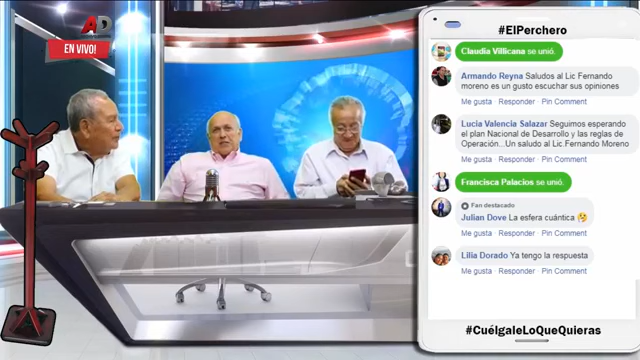 AD
EN VIVO!
#ElPerchero
Claudia Villicana se unió.
Armando Reyna Saludos al Lic Fernando
moreno es un gusto escuchar sus opiniones
Me gusta · Responder · Pin Comment
Lucia Valencia Salazar Seguimos esperando
el plan Nacional de Desarrollo y las reglas de
Operación...Un saludo al Lic.Fernando Moreno
Me gusta · Responder · Pin Comment
Francisca Palacios se unió.
Fan destacado
Julian Dove La esfera cuántica 🤔
Me gusta · Responder · Pin Comment
Lilia Dorado Ya tengo la respuesta
Me gusta · Responder · Pin Comment
#CuélgaleLoQueQuieras